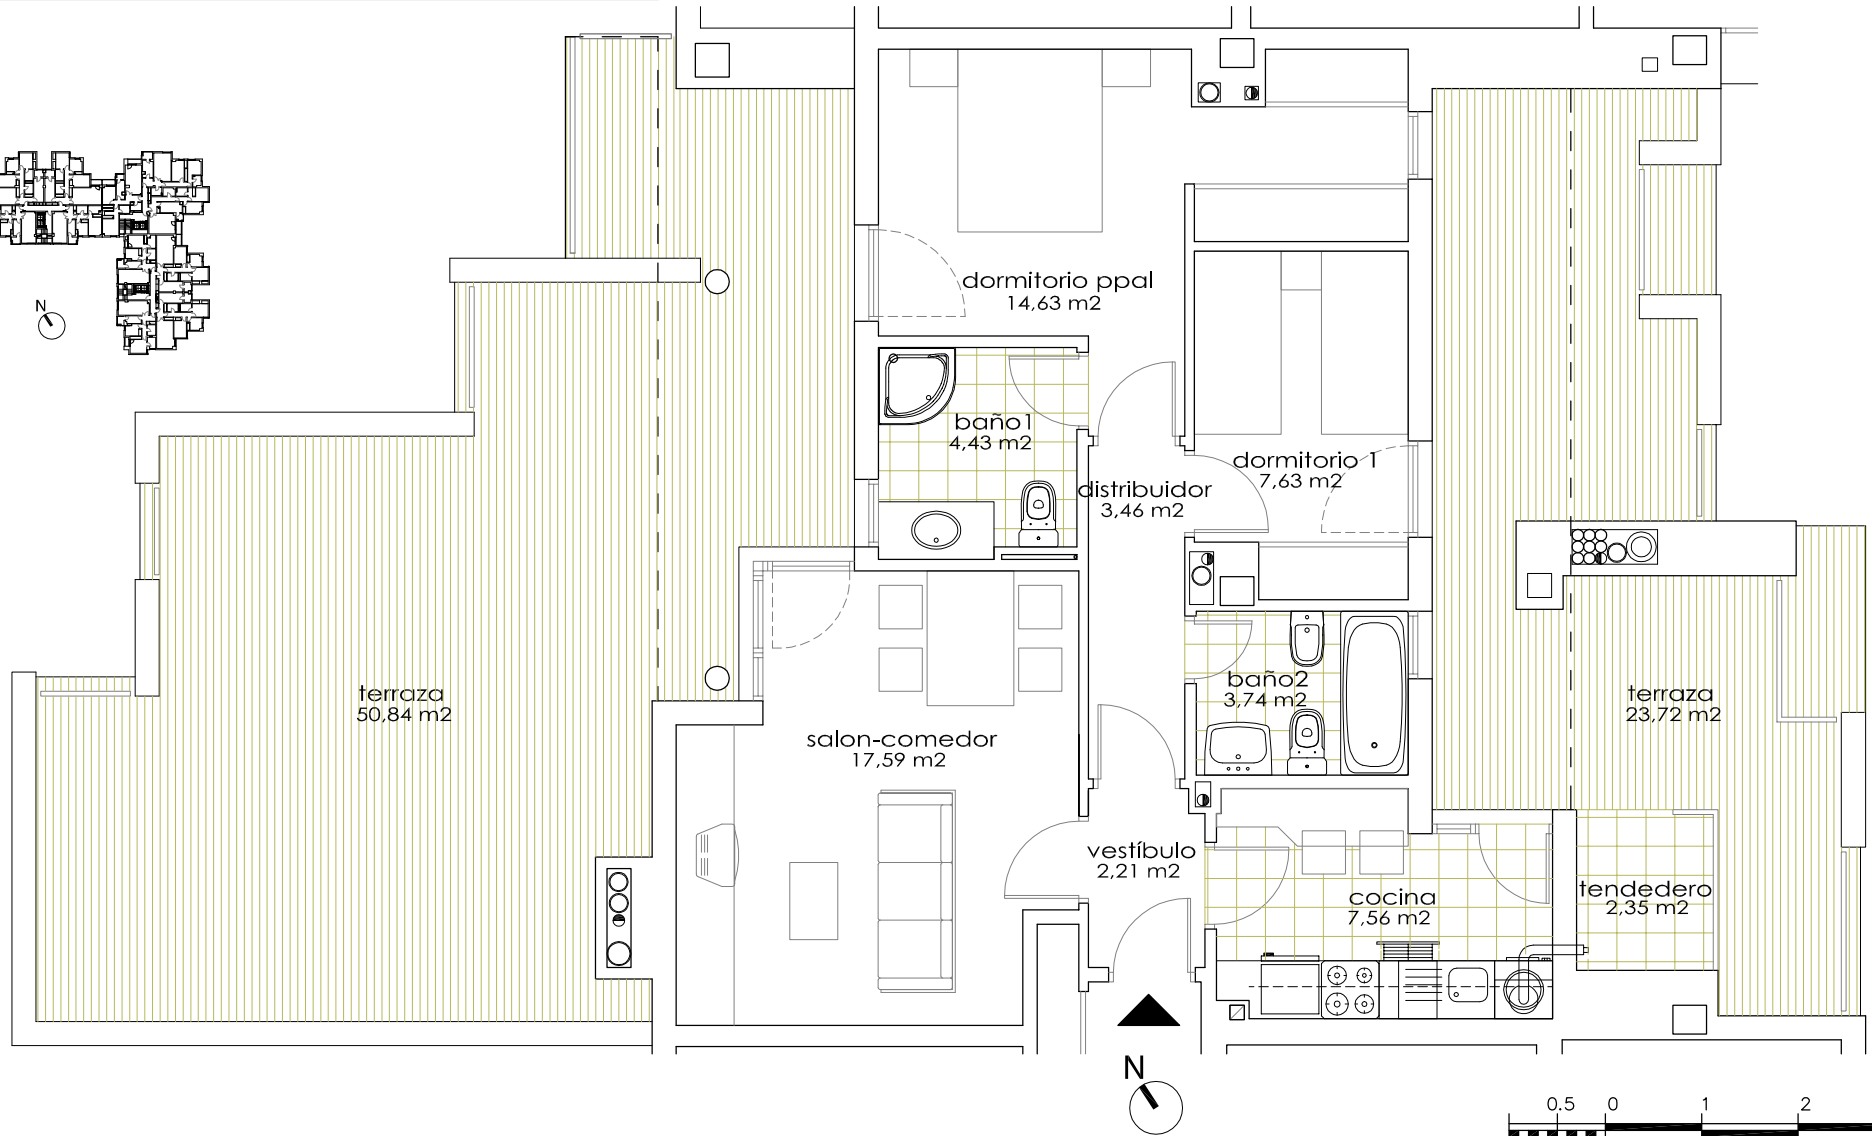 N
dormitorio ppal
14,63 m2
baño1
4,43 m2
dormitorio 1
7,63 m2
distribuidor
3,46 m2
baño2
3,74 m2
terraza
50,84 m2
terraza
23,72 m2
salon-comedor
17,59 m2
vestíbulo
2,21 m2
cocina
7,56 m2
tendedero
2,35 m2
N
0.5 0 1 2